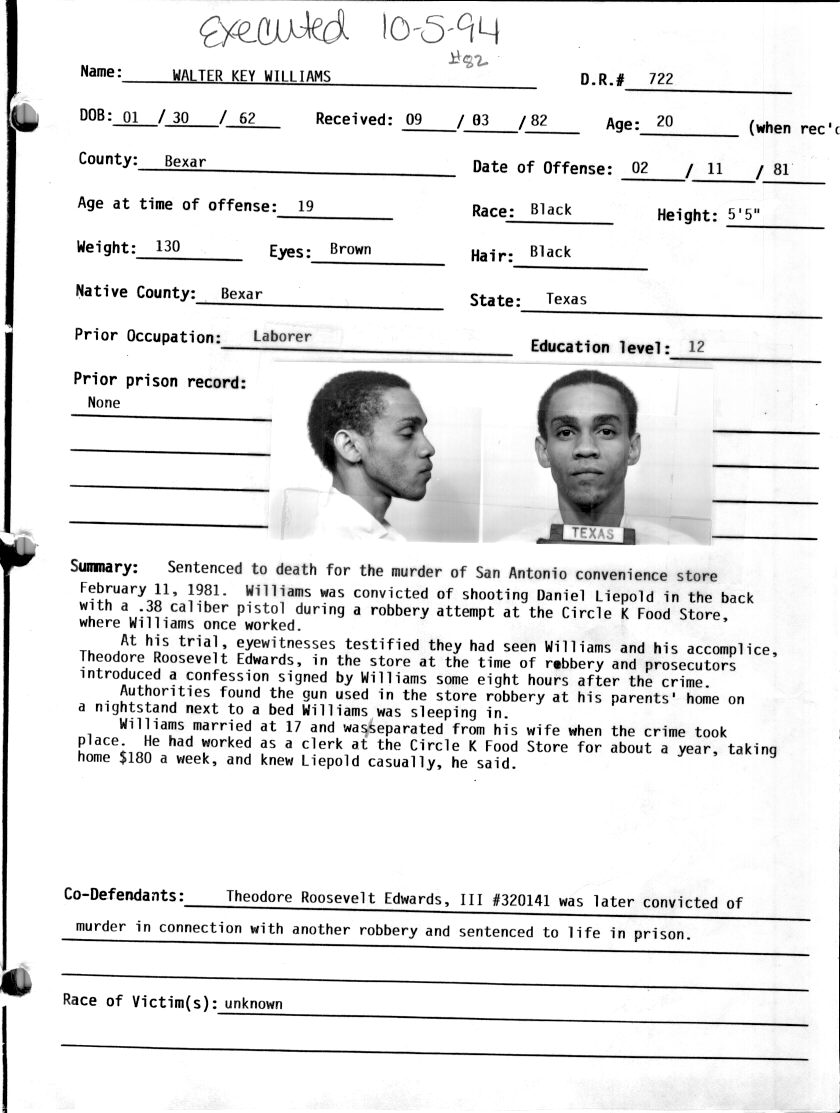 Executed 10-5-94
#82
Name: WALTER KEY WILLIAMS D.R.# 722
DOB: 01 / 30 / 62 Received: 09 / 03 / 82 Age: 20 (when rec'd
County: Bexar Date of Offense: 02 / 11 / 81
Age at time of offense: 19 Race: Black Height: 5'5"
Weight: 130 Eyes: Brown Hair: Black
Native County: Bexar State: Texas
Prior Occupation: Laborer Education level: 12
Prior prison record:
None
TEXAS
Summary: Sentenced to death for the murder of San Antonio convenience store
February 11, 1981. Williams was convicted of shooting Daniel Liepold in the back
with a .38 caliber pistol during a robbery attempt at the Circle K Food Store,
where Williams once worked.
At his trial, eyewitnesses testified they had seen Williams and his accomplice,
Theodore Roosevelt Edwards, in the store at the time of robbery and prosecutors
introduced a confession signed by Williams some eight hours after the crime.
Authorities found the gun used in the store robbery at his parents' home on
a nightstand next to a bed Williams was sleeping in.
Williams married at 17 and was/separated from his wife when the crime took
place. He had worked as a clerk at the Circle K Food Store for about a year, taking
home $180 a week, and knew Liepold casually, he said.
Co-Defendants: Theodore Roosevelt Edwards, III #320141 was later convicted of
murder in connection with another robbery and sentenced to life in prison.
Race of Victim(s): unknown